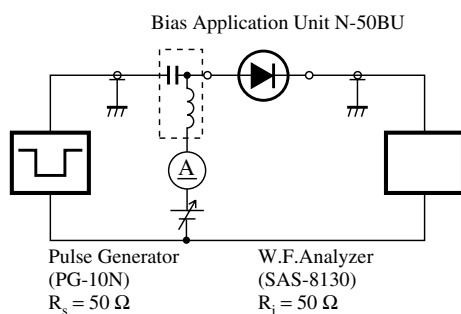 Bias Application Unit N-50BU
A
Pulse Generator
(PG-10N)
Rs = 50 Ω
W.F.Analyzer
(SAS-8130)
Ri = 50 Ω